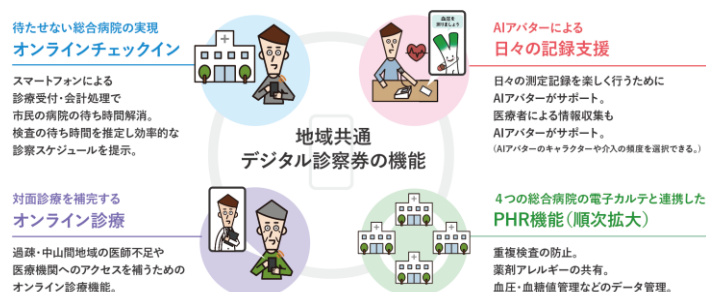 待たせない総合病院の実現
オンラインチェックイン
スマートフォンによる
診療受付・会計処理で
市民の病院の待ち時間解消。
検査の待ち時間を推定し効率的な
診察スケジュールを提示。
AIアバターによる
日々の記録支援
日々の測定記録を楽しく行うために
AIアバターがサポート。
医療者による情報収集も
AIアバターがサポート。
(AIアバターのキャラクターや介入の頻度を選択できる。)
血圧を
測りましょう
地域共通
デジタル診察券の機能
対面診療を補完する
オンライン診療
過疎・中山間地域の医師不足や
医療機関へのアクセスを補うための
オンライン診療機能。
4つの総合病院の電子カルテと連携した
PHR機能(順次拡大)
重複検査の防止。
薬剤アレルギーの共有。
血圧・血糖値管理などのデータ管理。